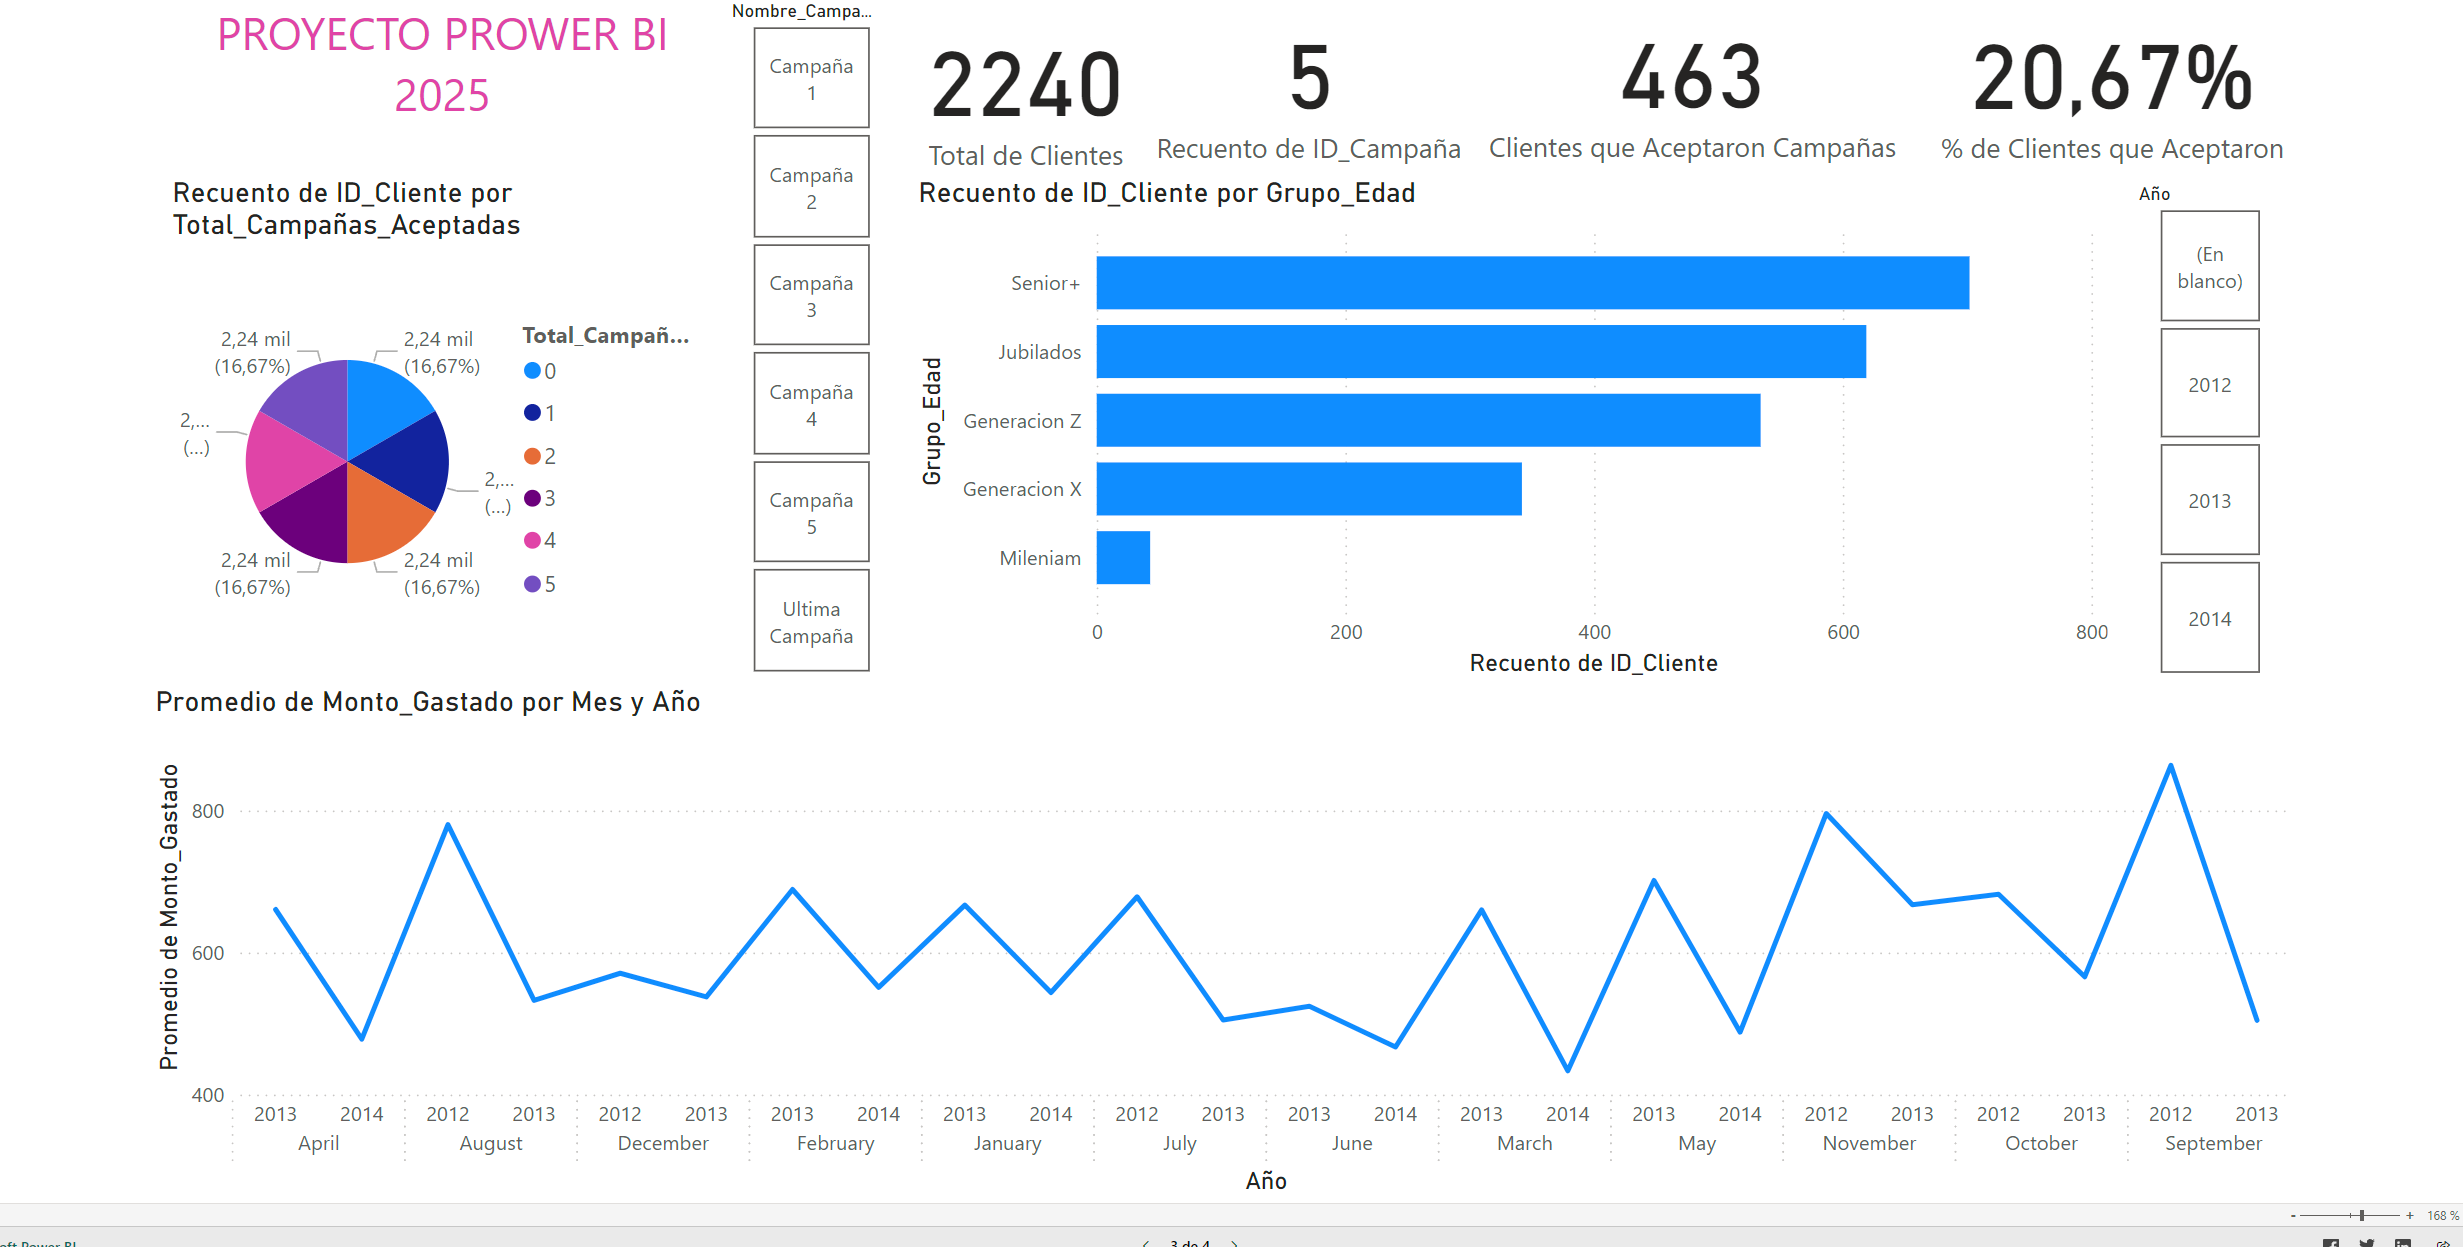 PROYECTO PROWER BI
2025
Nombre_Campa...
Campaña
1
Campaña
2
Campaña
3
Campaña
4
Campaña
5
Ultima
Campaña
2240
Total de Clientes
5
Recuento de ID_Campaña
463
Clientes que Aceptaron Campañas
20,67%
% de Clientes que Aceptaron
Recuento de ID_Cliente por
Total_Campañas_Aceptadas
2,24 mil
(16,67%)
2,24 mil
(16,67%)
2,...
(...)
2,...
(...)
2,24 mil
(16,67%)
2,24 mil
(16,67%)
Total_Campañ...
0
1
2
3
4
5
Recuento de ID_Cliente por Grupo_Edad
Grupo_Edad
Senior+
Jubilados
Generacion Z
Generacion X
Mileniam
0 200 400 600 800
Recuento de ID_Cliente
Año
(En
blanco)
2012
2013
2014
Promedio de Monto_Gastado por Mes y Año
Promedio de Monto_Gastado
800
600
400
2013 2014 2012 2013 2012 2013 2013 2014 2013 2014 2012 2013 2013 2014 2013 2014 2013 2014 2012 2013 2012 2013 2012 2013
April August December February January July June March May November October September
Año
- + 168 %
oft Power BI
3 de 4